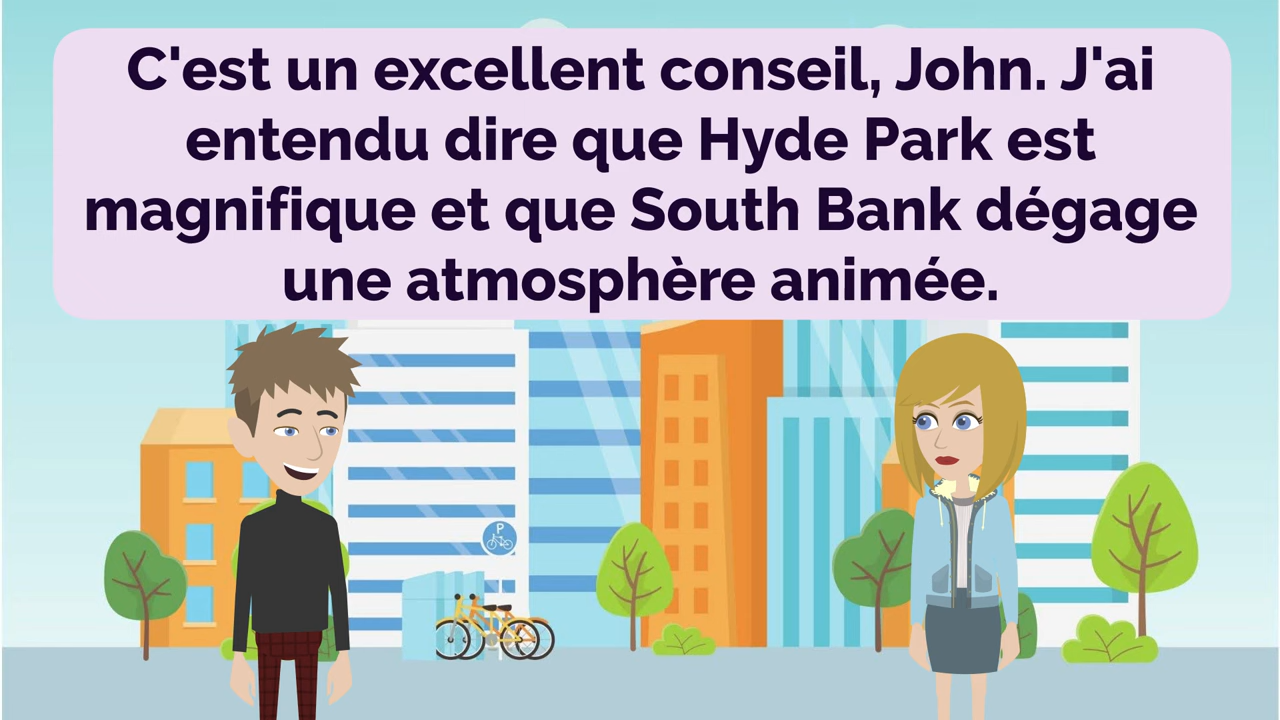 C'est un excellent conseil, John. J'ai
entendu dire que Hyde Park est
magnifique et que South Bank dégage
une atmosphère animée.
P